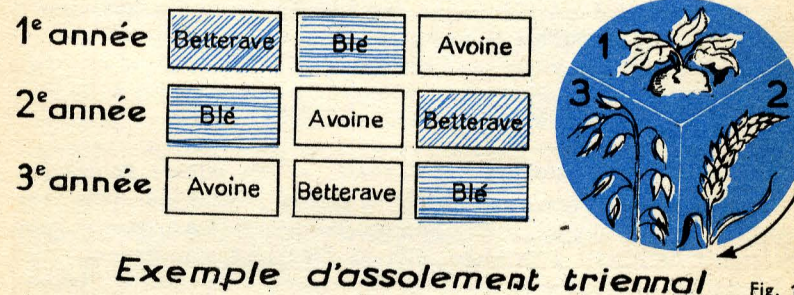 1e année Betterave Blé Avoine
2e année Blé Avoine Betterave
3e année Avoine Betterave Blé
1
3 2
Exemple d'assolement triennal
Fig. 1